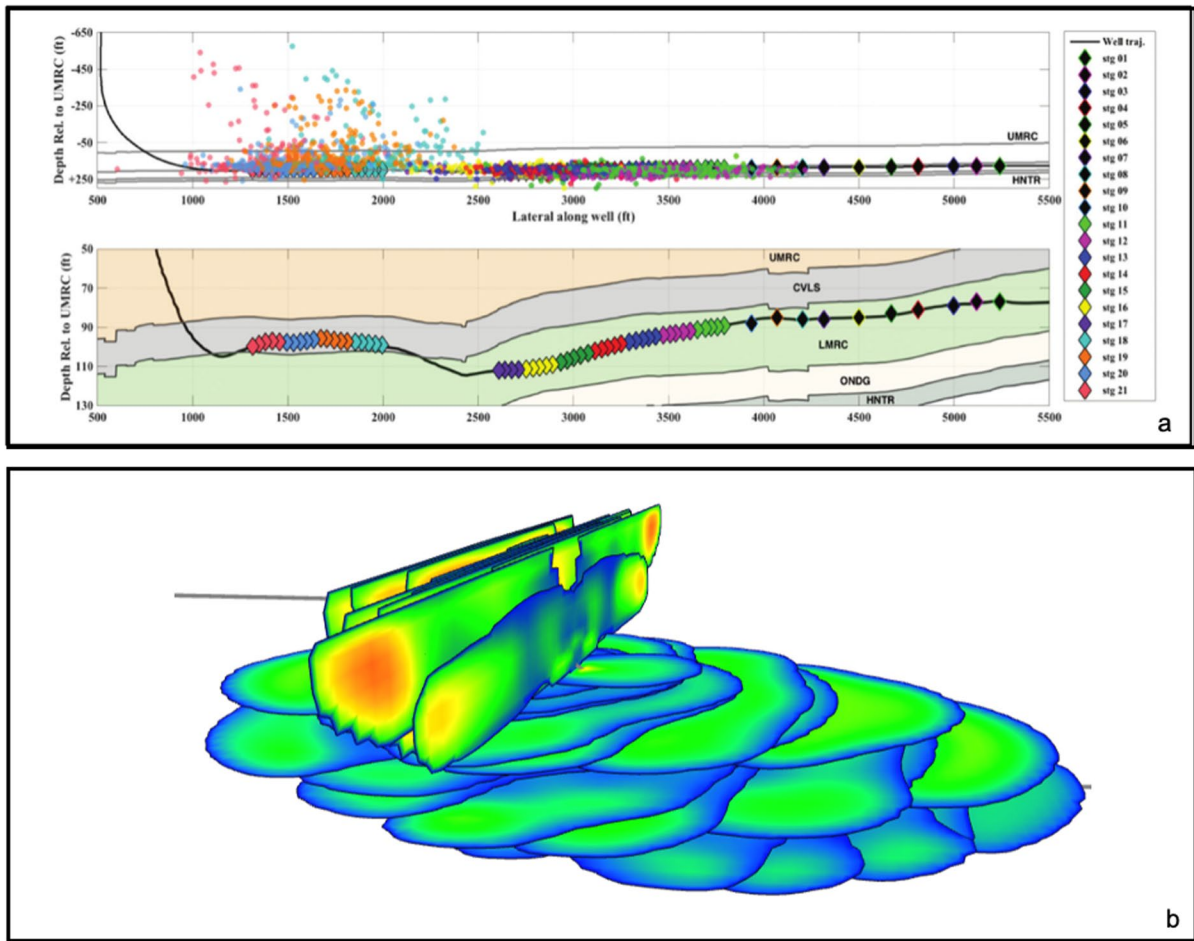 -650
-450
-250
-50
+250
Depth Rel. to UMRC (ft)
UMRC
HNTR
500 1000 1500 2000 2500 3000 3500 4000 4500 5000 5500
Lateral along well (ft)
50
70
90
110
130
Depth Rel. to UMRC (ft)
UMRC
CVLS
LMRC
ONDG
HNTR
500 1000 1500 2000 2500 3000 3500 4000 4500 5000 5500
Well traj.
stg 01
stg 02
stg 03
stg 04
stg 05
stg 06
stg 07
stg 08
stg 09
stg 10
stg 11
stg 12
stg 13
stg 14
stg 15
stg 16
stg 17
stg 18
stg 19
stg 20
stg 21
a
b